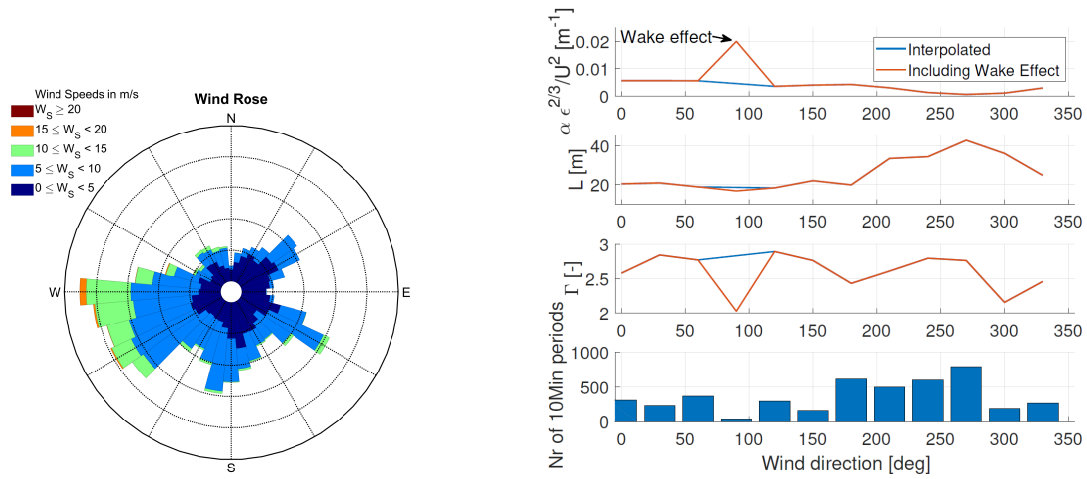 Wind Speeds in m/s
W_S ≥ 20
15 ≤ W_S < 20
10 ≤ W_S < 15
5 ≤ W_S < 10
0 ≤ W_S < 5
Wind Rose
N
W
E
S
α ε^{2/3}/U^2 [m^{-1}]
0.02
0.01
0
Wake effect
Interpolated
Including Wake Effect
0 50 100 150 200 250 300 350
L [m]
40
20
0 50 100 150 200 250 300 350
Γ [-]
3
2.5
2
0 50 100 150 200 250 300 350
Nr of 10Min periods
1000
500
0
0 50 100 150 200 250 300 350
Wind direction [deg]